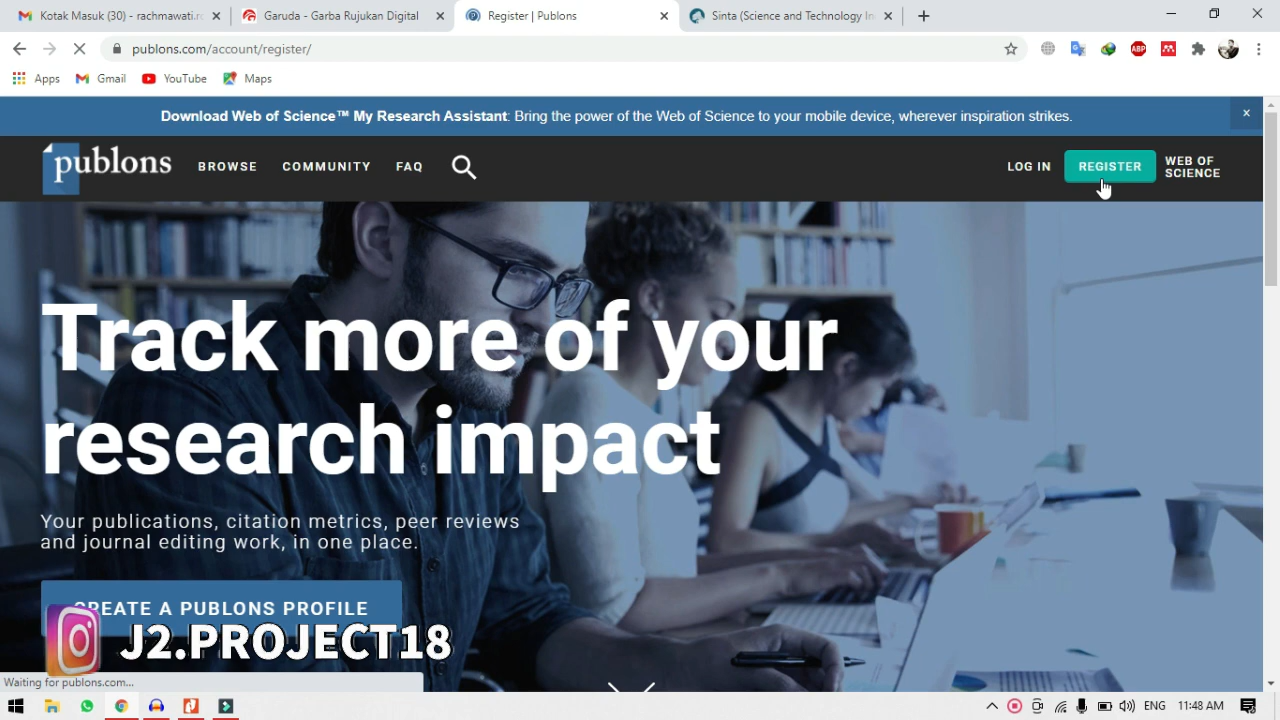 Kotak Masuk (30) - rachmawati.ro
Garuda - Garba Rujukan Digital
Register | Publons
Sinta (Science and Technology In
publons.com/account/register/
ABP
Apps
Gmail
YouTube
Maps
Download Web of Science™ My Research Assistant: Bring the power of the Web of Science to your mobile device, wherever inspiration strikes.
publons
BROWSE
COMMUNITY
FAQ
LOG IN
REGISTER
WEB OF
SCIENCE
Track more of your
research impact
Your publications, citation metrics, peer reviews
and journal editing work, in one place.
CREATE A PUBLONS PROFILE
J2.PROJECT18
Waiting for publons.com...
ENG
11:48 AM